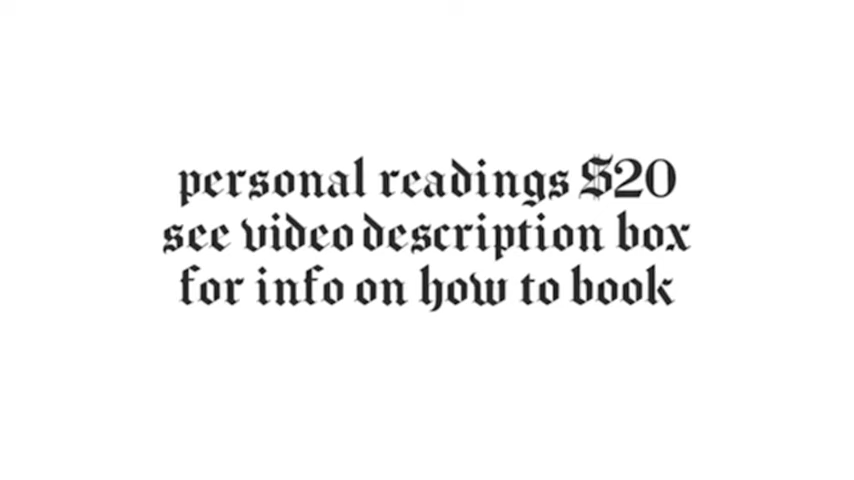 personal readings $20
see video description box
for info on how to book